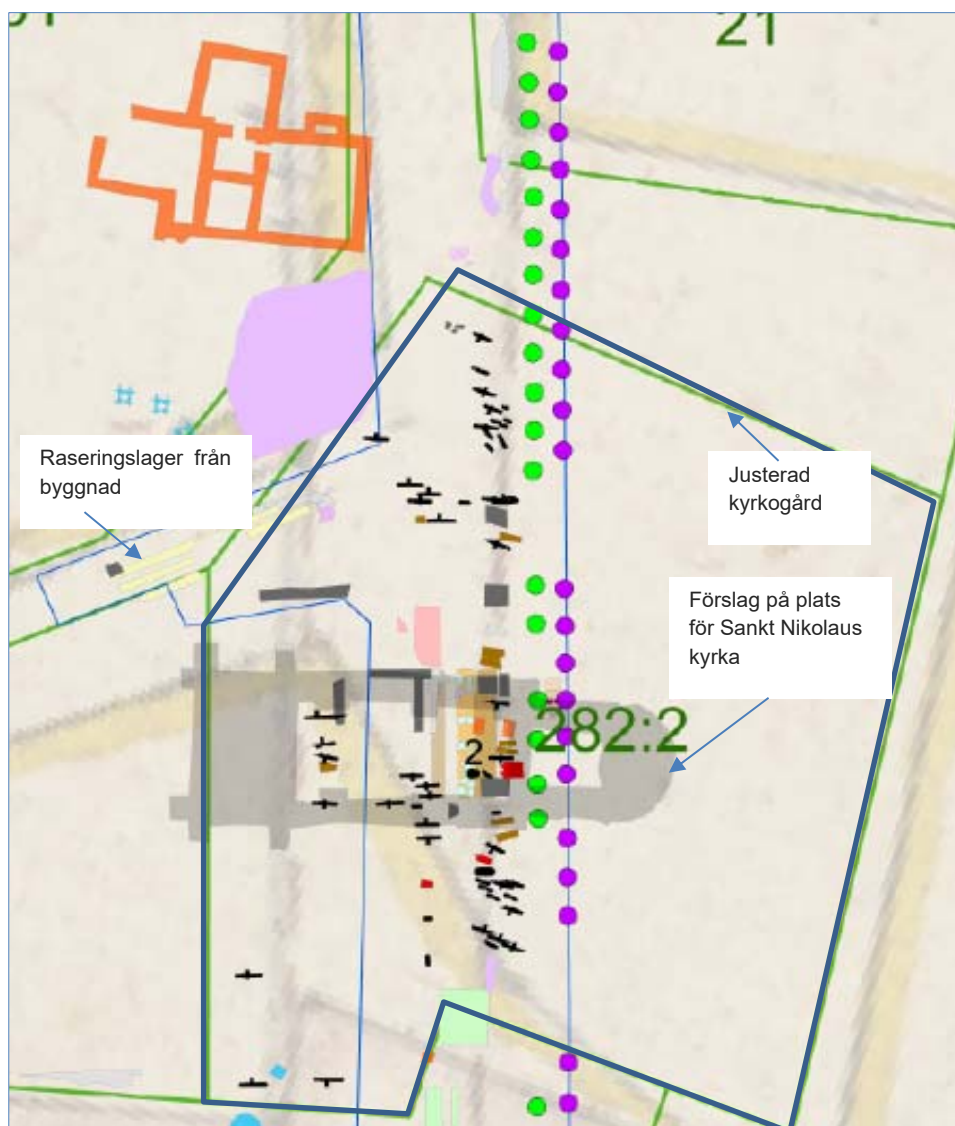 21
Raseringslager från
byggnad
Justerad
kyrkogård
Förslag på plats
för Sankt Nikolaus
kyrka
282:2
2